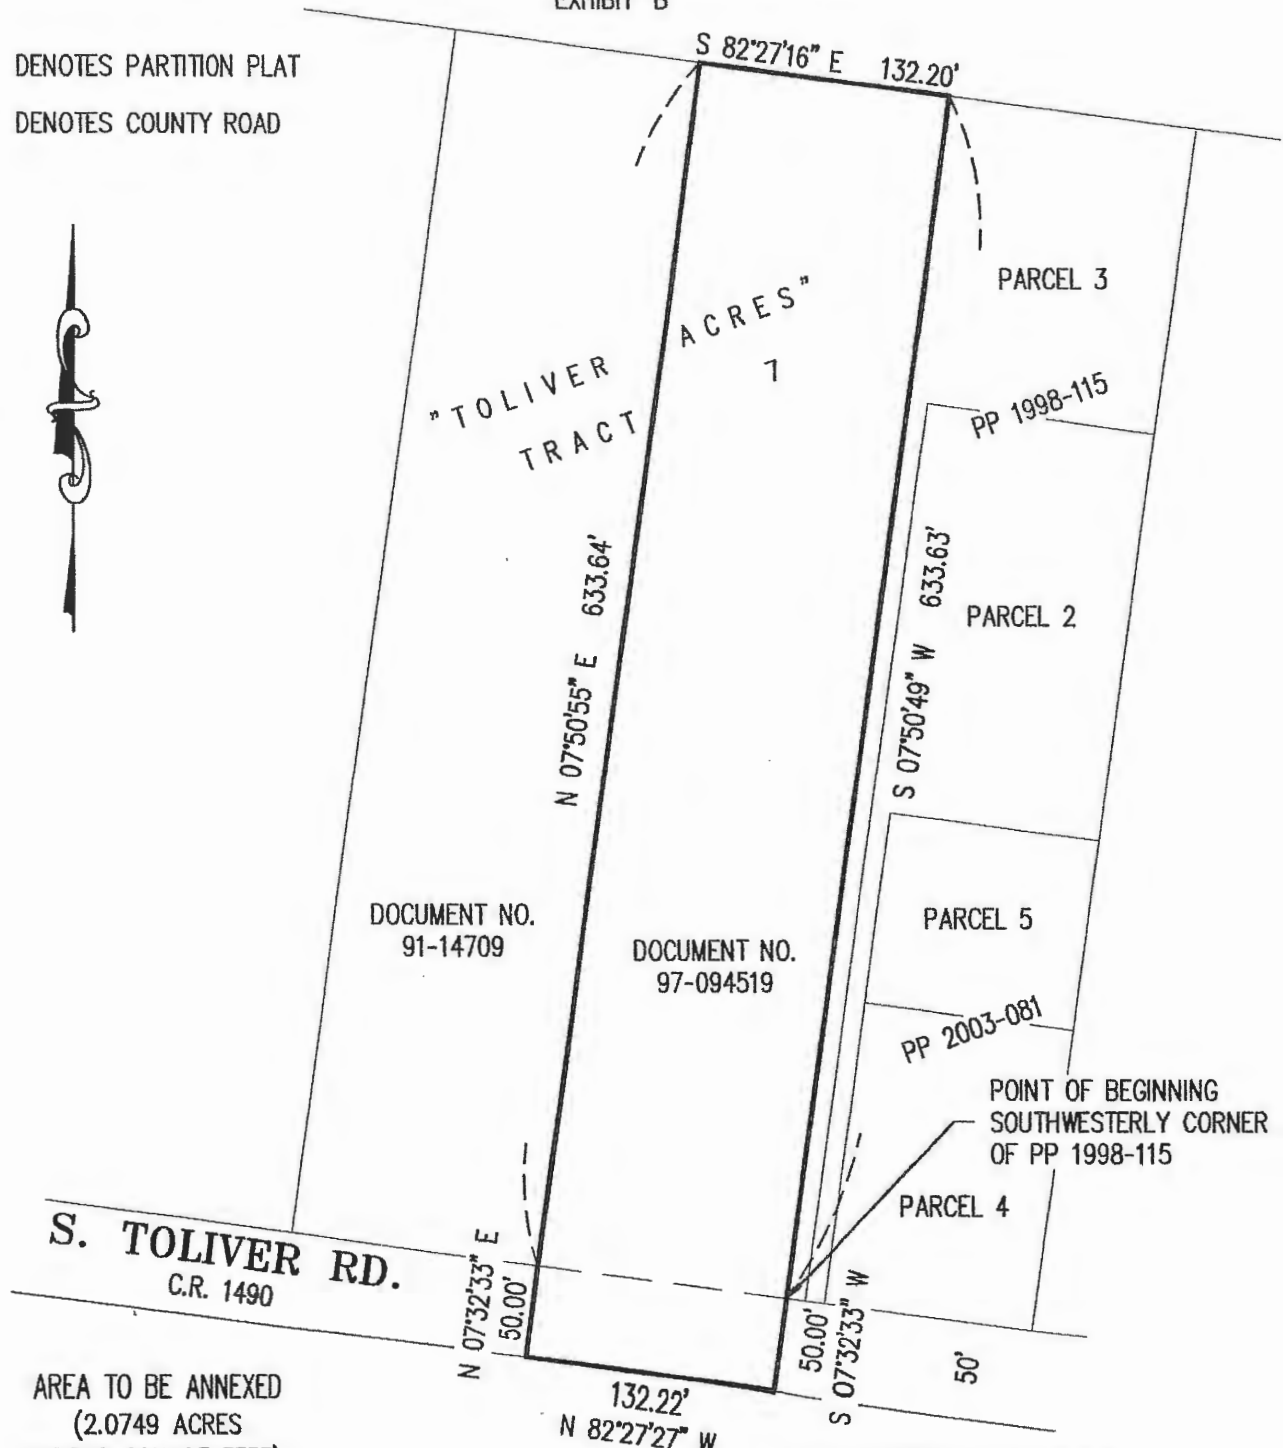 S 82°27'16" E 132.20'
DENOTES PARTITION PLAT
DENOTES COUNTY ROAD
PARCEL 3
"TOLIVER ACRES"
TRACT 7
PP 1998-115
N 07°50'55" E 633.64'
S 07°50'49" W 633.63'
PARCEL 2
DOCUMENT NO.
91-14709
DOCUMENT NO.
97-094519
PARCEL 5
PP 2003-081
POINT OF BEGINNING
SOUTHWESTERLY CORNER
OF PP 1998-115
PARCEL 4
S. TOLIVER RD.
C.R. 1490
N 07°32'33" E
50.00'
50.00'
S 07°32'33" W
50'
132.22'
N 82°27'27" W
AREA TO BE ANNEXED
(2.0749 ACRES